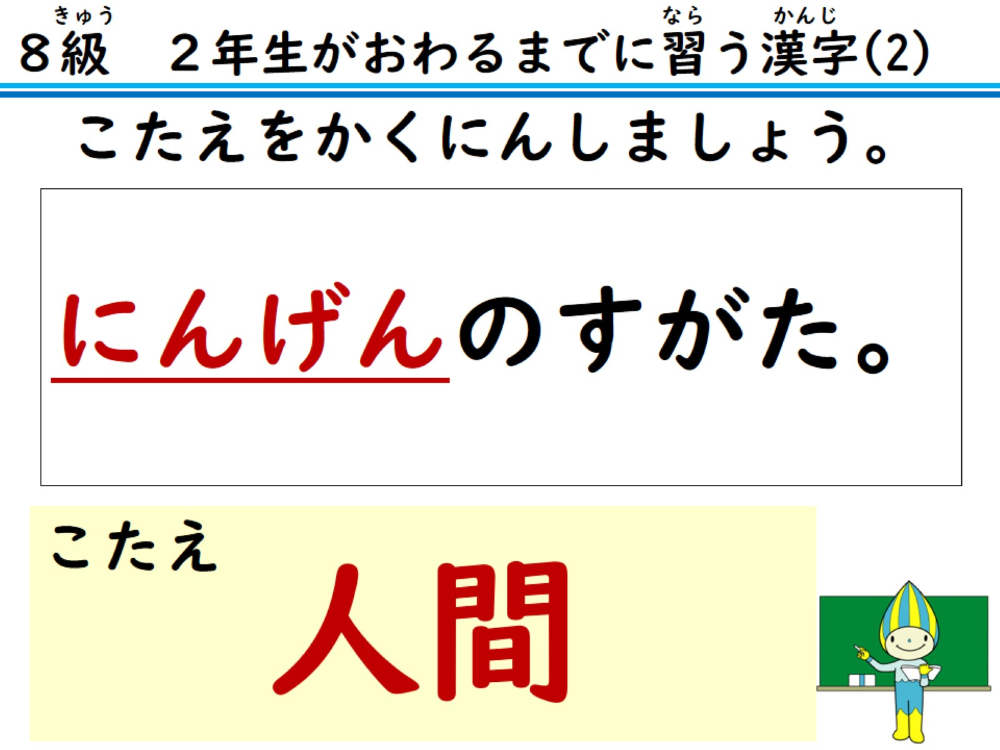 きゅう なら かんじ
8級 2年生がおわるまでに習う漢字(2)
こたえをかくにんしましょう。
にんげんのすがた。
こたえ
人間